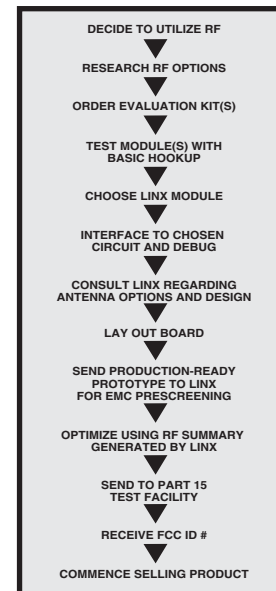 DECIDE TO UTILIZE RF
RESEARCH RF OPTIONS
ORDER EVALUATION KIT(S)
TEST MODULE(S) WITH
BASIC HOOKUP
CHOOSE LINX MODULE
INTERFACE TO CHOSEN
CIRCUIT AND DEBUG
CONSULT LINX REGARDING
ANTENNA OPTIONS AND DESIGN
LAY OUT BOARD
SEND PRODUCTION-READY
PROTOTYPE TO LINX
FOR EMC PRESCREENING
OPTIMIZE USING RF SUMMARY
GENERATED BY LINX
SEND TO PART 15
TEST FACILITY
RECEIVE FCC ID #
COMMENCE SELLING PRODUCT